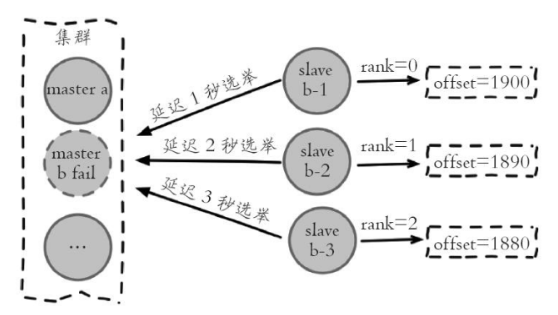 集群
master a
master
b fail
...
延迟 1 秒选举
延迟 2 秒选举
延迟 3 秒选举
slave
b-1
rank=0
offset=1900
slave
b-2
rank=1
offset=1890
slave
b-3
rank=2
offset=1880